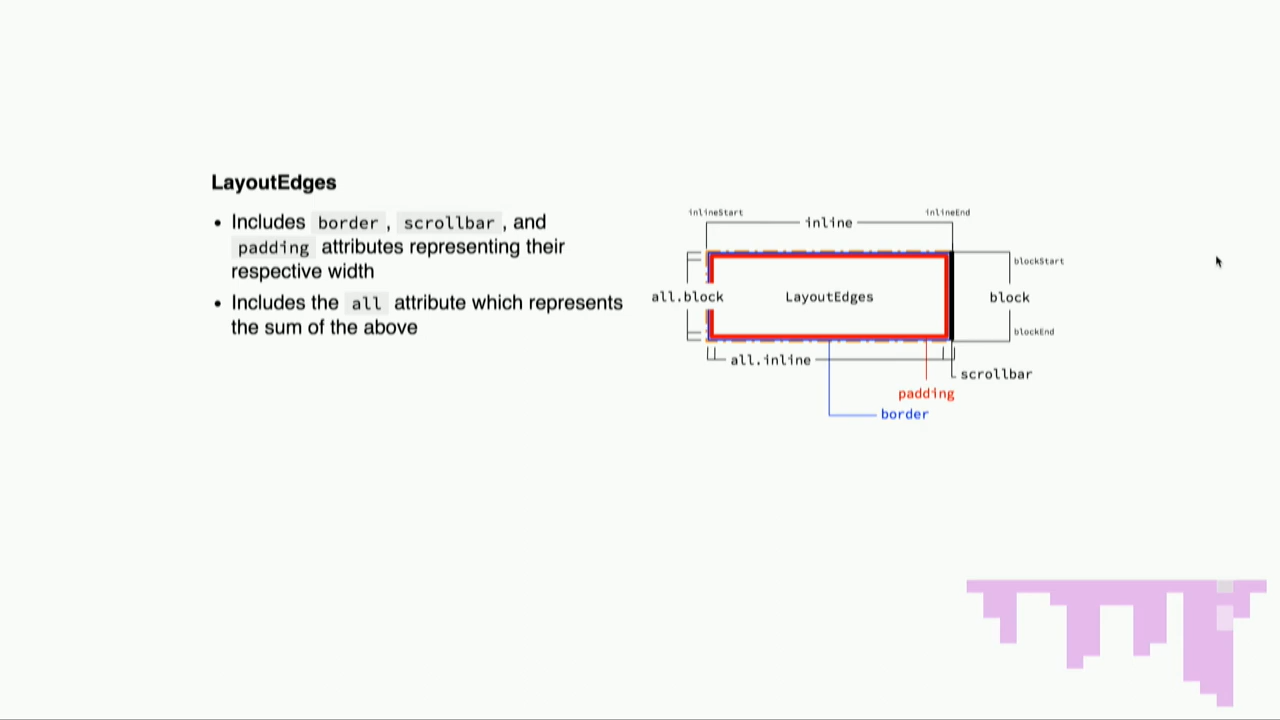 LayoutEdges
• Includes border, scrollbar, and
padding attributes representing their
respective width
• Includes the all attribute which represents
the sum of the above
inlineStart
inline
inlineEnd
blockStart
all.block
LayoutEdges
block
blockEnd
all.inline
scrollbar
padding
border